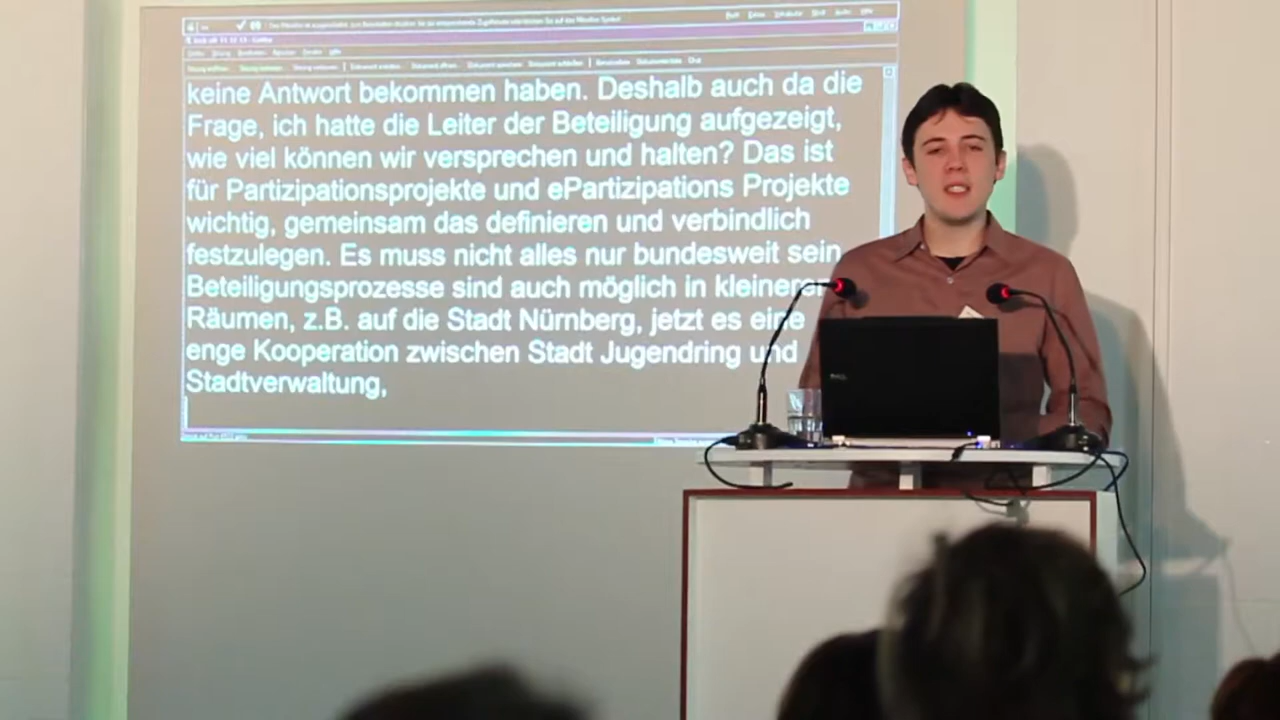 keine Antwort bekommen haben. Deshalb auch da die
Frage, ich hatte die Leiter der Beteiligung aufgezeigt,
wie viel können wir versprechen und halten? Das ist
für Partizipationsprojekte und ePartizipations Projekte
wichtig, gemeinsam das definieren und verbindlich
festzulegen. Es muss nicht alles nur bundesweit sein
Beteiligungsprozesse sind auch möglich in kleineren
Räumen, z.B. auf die Stadt Nürnberg, jetzt es eine
enge Kooperation zwischen Stadt Jugendring und
Stadtverwaltung,
DELL